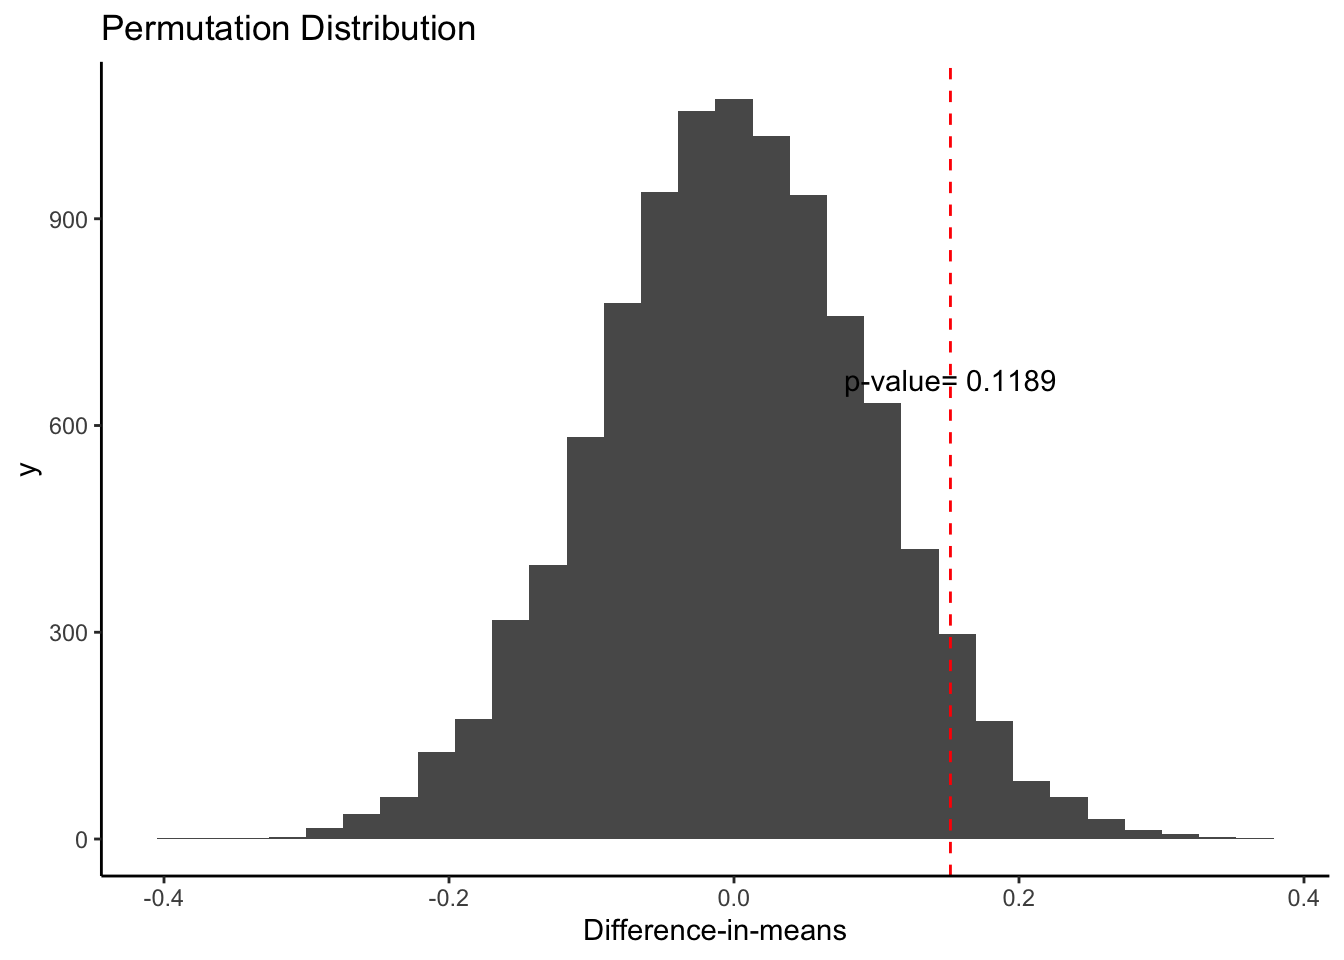 Permutation Distribution
y
900
600
300
0
p-value= 0.1189
-0.4
-0.2
0.0
0.2
0.4
Difference-in-means